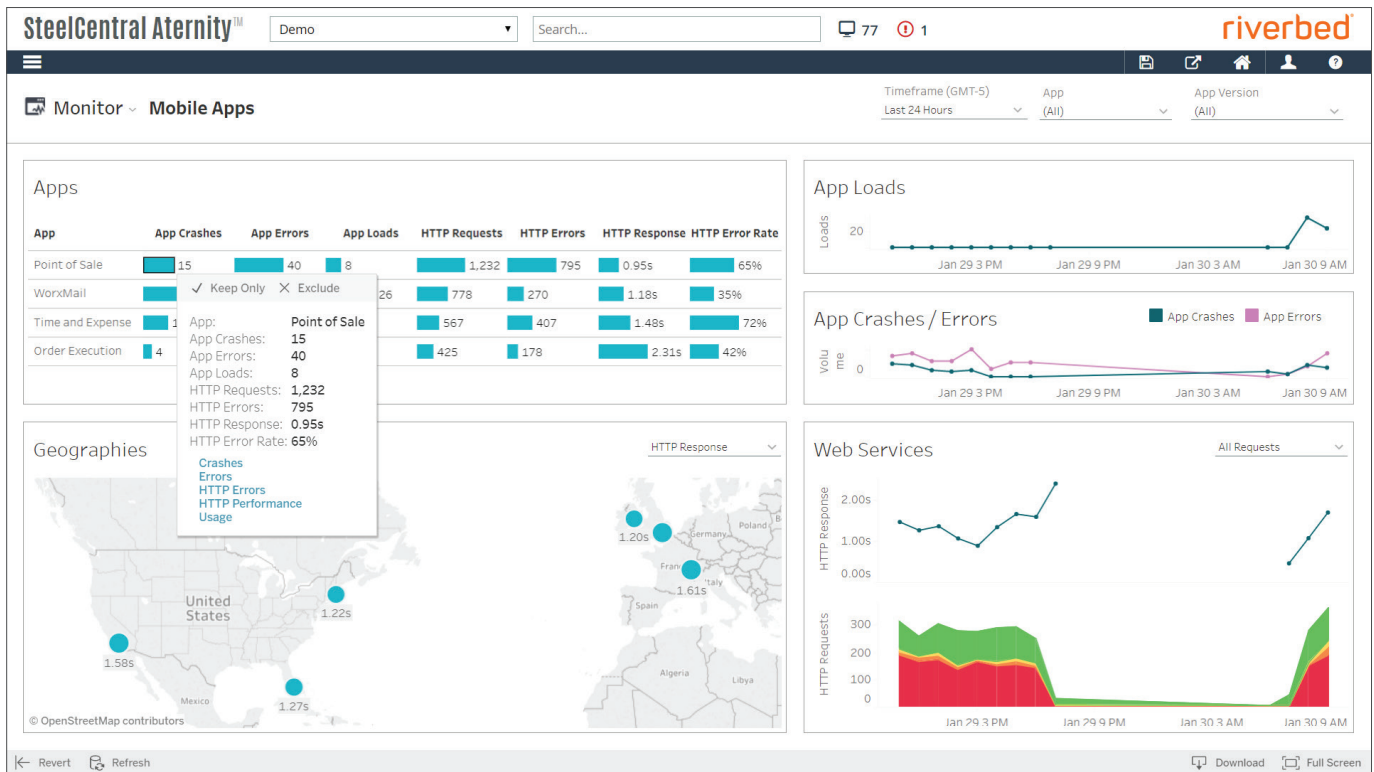 SteelCentral Aternity™ Demo Search... 77 1 riverbed
Monitor Mobile Apps
Timeframe (GMT-5) App App Version
Last 24 Hours (All) (All)
Apps
App App Crashes App Errors App Loads HTTP Requests HTTP Errors HTTP Response HTTP Error Rate
Point of Sale 15 40 8 1,232 795 0.95s 65%
WorxMail 26 778 270 1.18s 35%
Time and Expense 567 407 1.48s 72%
Order Execution 4 425 178 2.31s 42%
Keep Only Exclude
App: Point of Sale
App Crashes: 15
App Errors: 40
App Loads: 8
HTTP Requests: 1,232
HTTP Errors: 795
HTTP Response: 0.95s
HTTP Error Rate: 65%
Crashes
Errors
HTTP Errors
HTTP Performance
Usage
App Loads
Loads
20
Jan 29 3 PM Jan 29 9 PM Jan 30 3 AM Jan 30 9 AM
App Crashes / Errors
App Crashes App Errors
Volu
me
0
Jan 29 3 PM Jan 29 9 PM Jan 30 3 AM Jan 30 9 AM
Geographies HTTP Response
1.20s
Germany
Poland
Italy
1.61s
Spain
United
States
1.22s
1.58s
Algeria
Libya
Mexico
1.27s
© OpenStreetMap contributors
Web Services All Requests
HTTP Response
2.00s
1.00s
0.00s
HTTP Requests
300
200
100
0
Jan 29 3 PM Jan 29 9 PM Jan 30 3 AM Jan 30 9 AM
Revert Refresh Download Full Screen